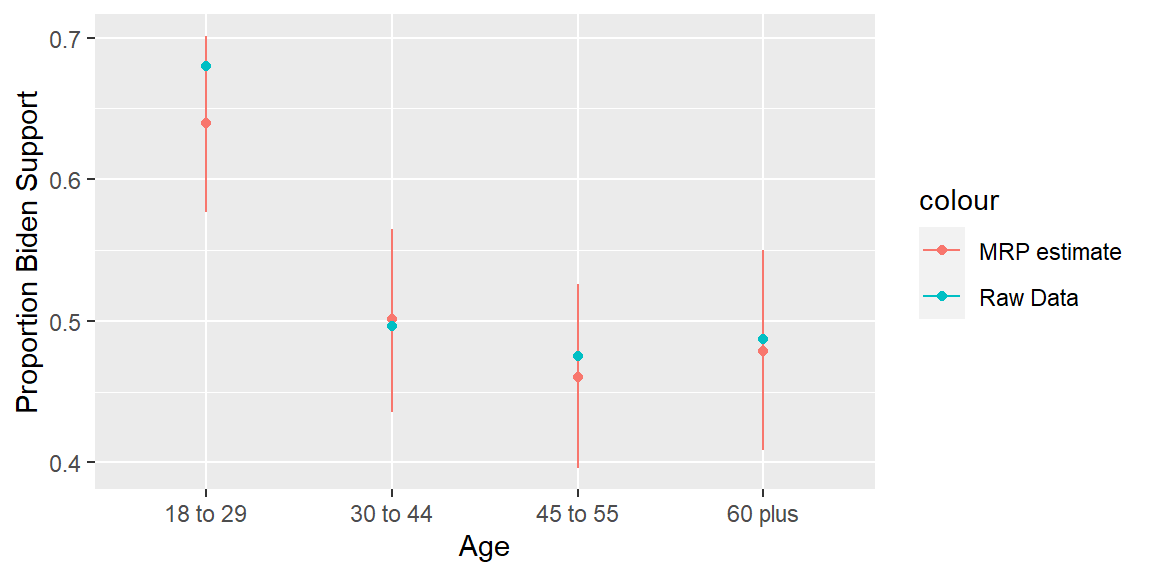 0.7
0.6
0.5
0.4
Proportion Biden Support
18 to 29
30 to 44
45 to 55
60 plus
Age
colour
MRP estimate
Raw Data